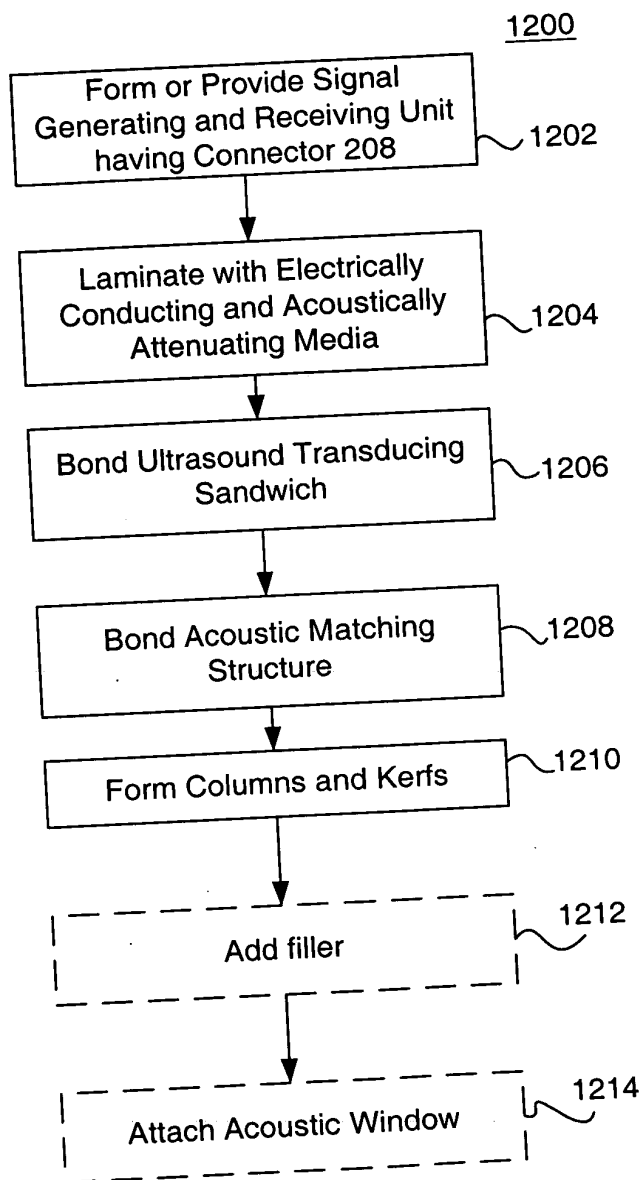 1200
Form or Provide Signal
Generating and Receiving Unit
having Connector 208
1202
Laminate with Electrically
Conducting and Acoustically
Attenuating Media
1204
Bond Ultrasound Transducing
Sandwich
1206
Bond Acoustic Matching
Structure
1208
Form Columns and Kerfs
1210
Add filler
1212
Attach Acoustic Window
1214